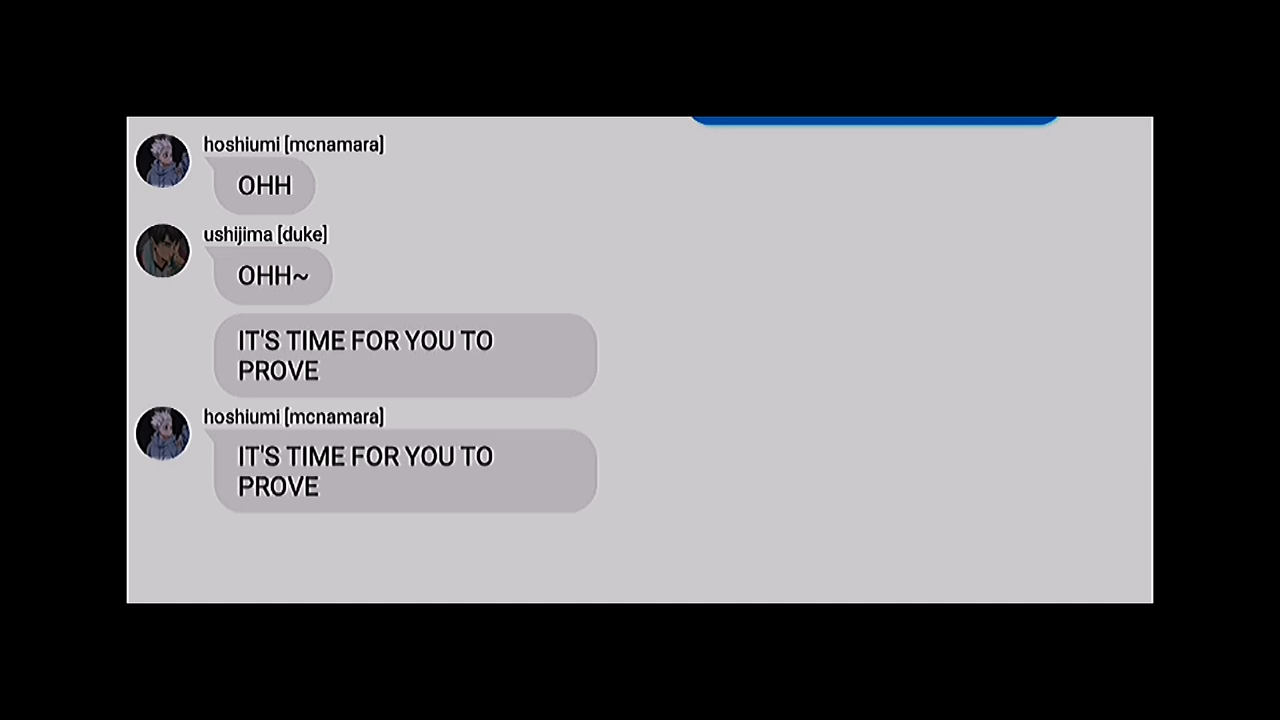 hoshiumi [mcnamara]
OHH
ushijima [duke]
OHH~
IT'S TIME FOR YOU TO
PROVE
hoshiumi [mcnamara]
IT'S TIME FOR YOU TO
PROVE